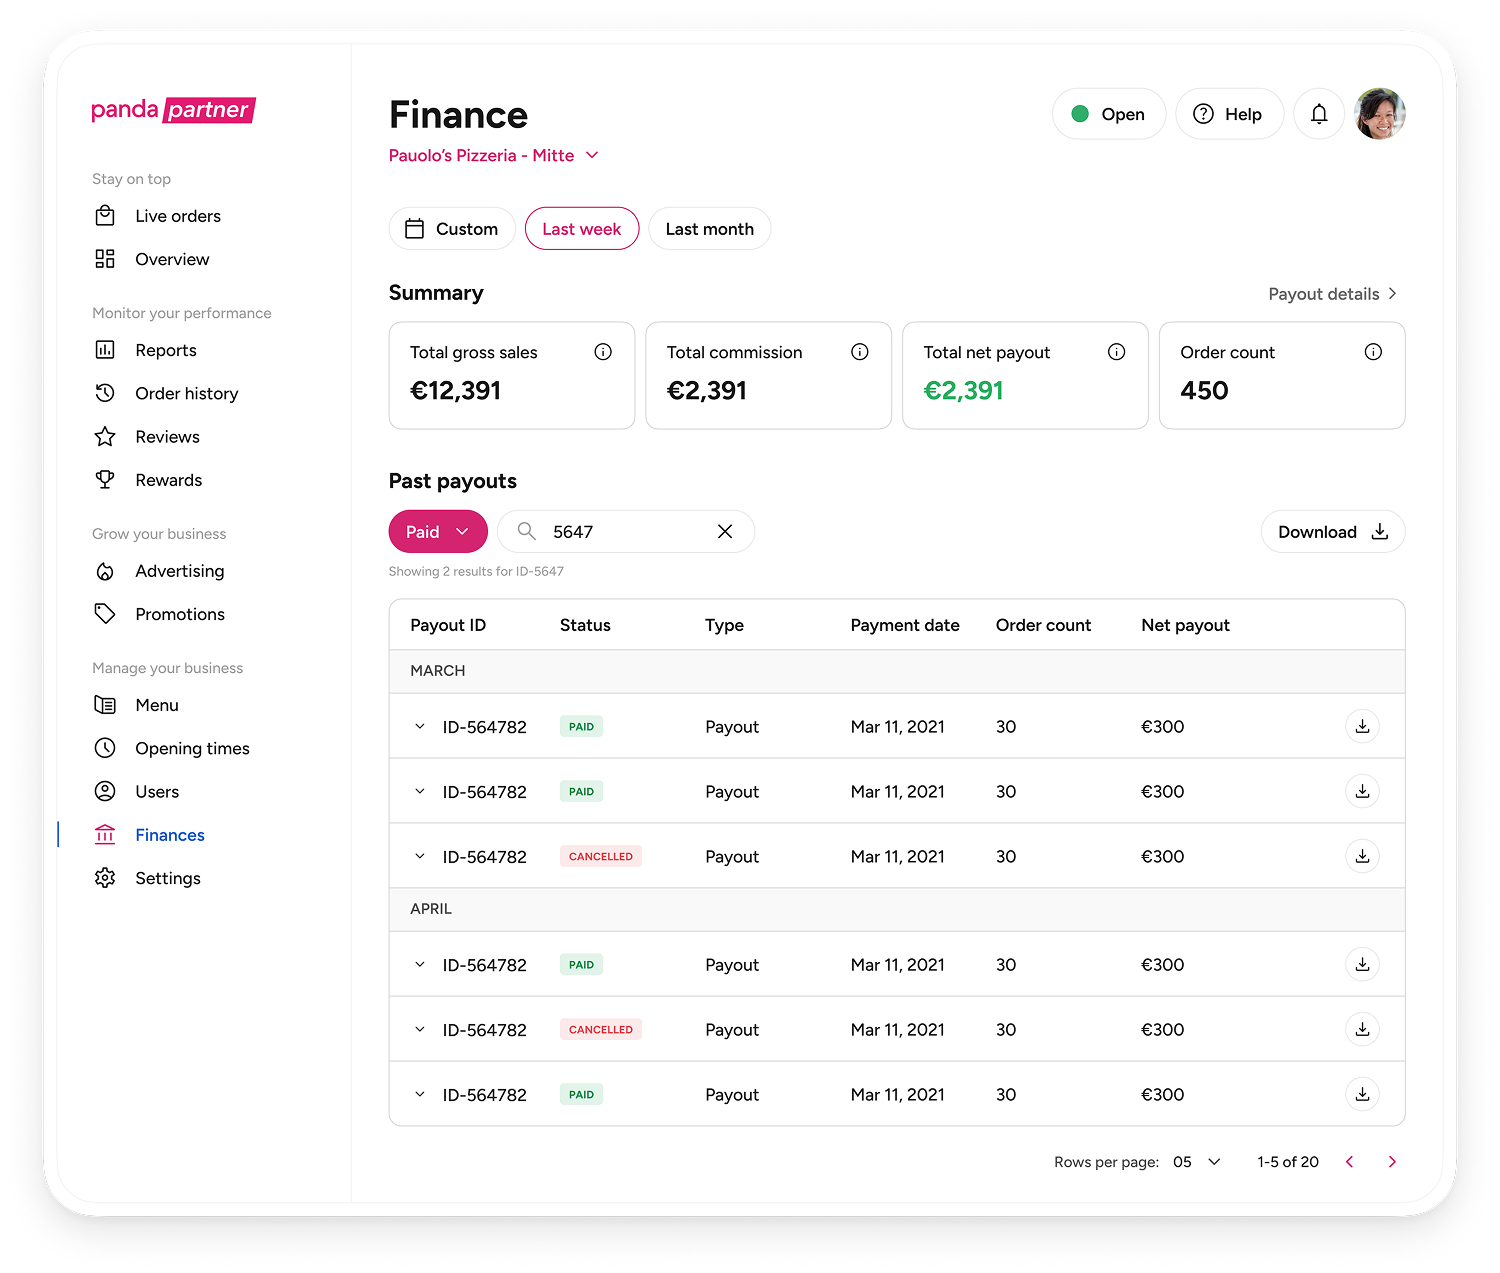 panda partner
Stay on top
Live orders
Overview
Monitor your performance
Reports
Order history
Reviews
Rewards
Grow your business
Advertising
Promotions
Manage your business
Menu
Opening times
Users
Finances
Settings
Finance
Pauolo’s Pizzeria - Mitte
Open
Help
Custom
Last week
Last month
Summary
Payout details
Total gross sales
€12,391
Total commission
€2,391
Total net payout
€2,391
Order count
450
Past payouts
Paid
5647
Download
Showing 2 results for ID-5647
Payout ID Status Type Payment date Order count Net payout
MARCH
ID-564782 PAID Payout Mar 11, 2021 30 €300
ID-564782 PAID Payout Mar 11, 2021 30 €300
ID-564782 CANCELLED Payout Mar 11, 2021 30 €300
APRIL
ID-564782 PAID Payout Mar 11, 2021 30 €300
ID-564782 CANCELLED Payout Mar 11, 2021 30 €300
ID-564782 PAID Payout Mar 11, 2021 30 €300
Rows per page: 05 1-5 of 20